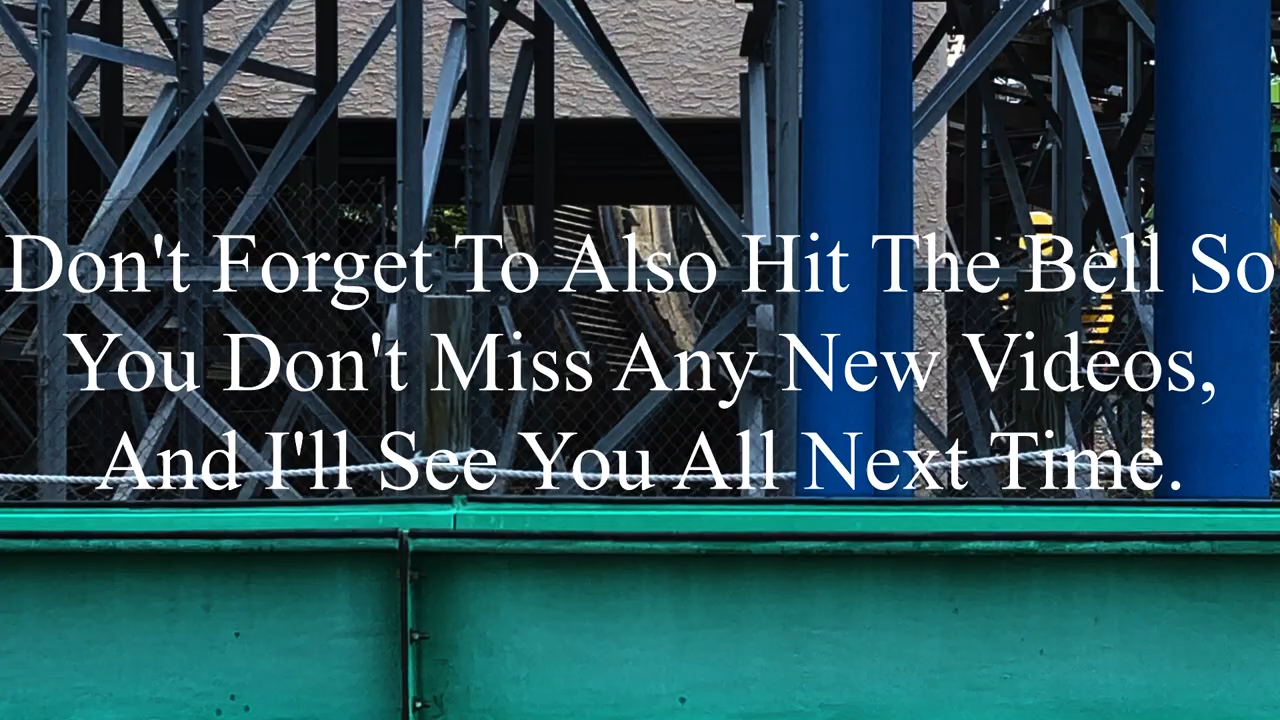 Don't Forget To Also Hit The Bell So
You Don't Miss Any New Videos,
And I'll See You All Next Time.